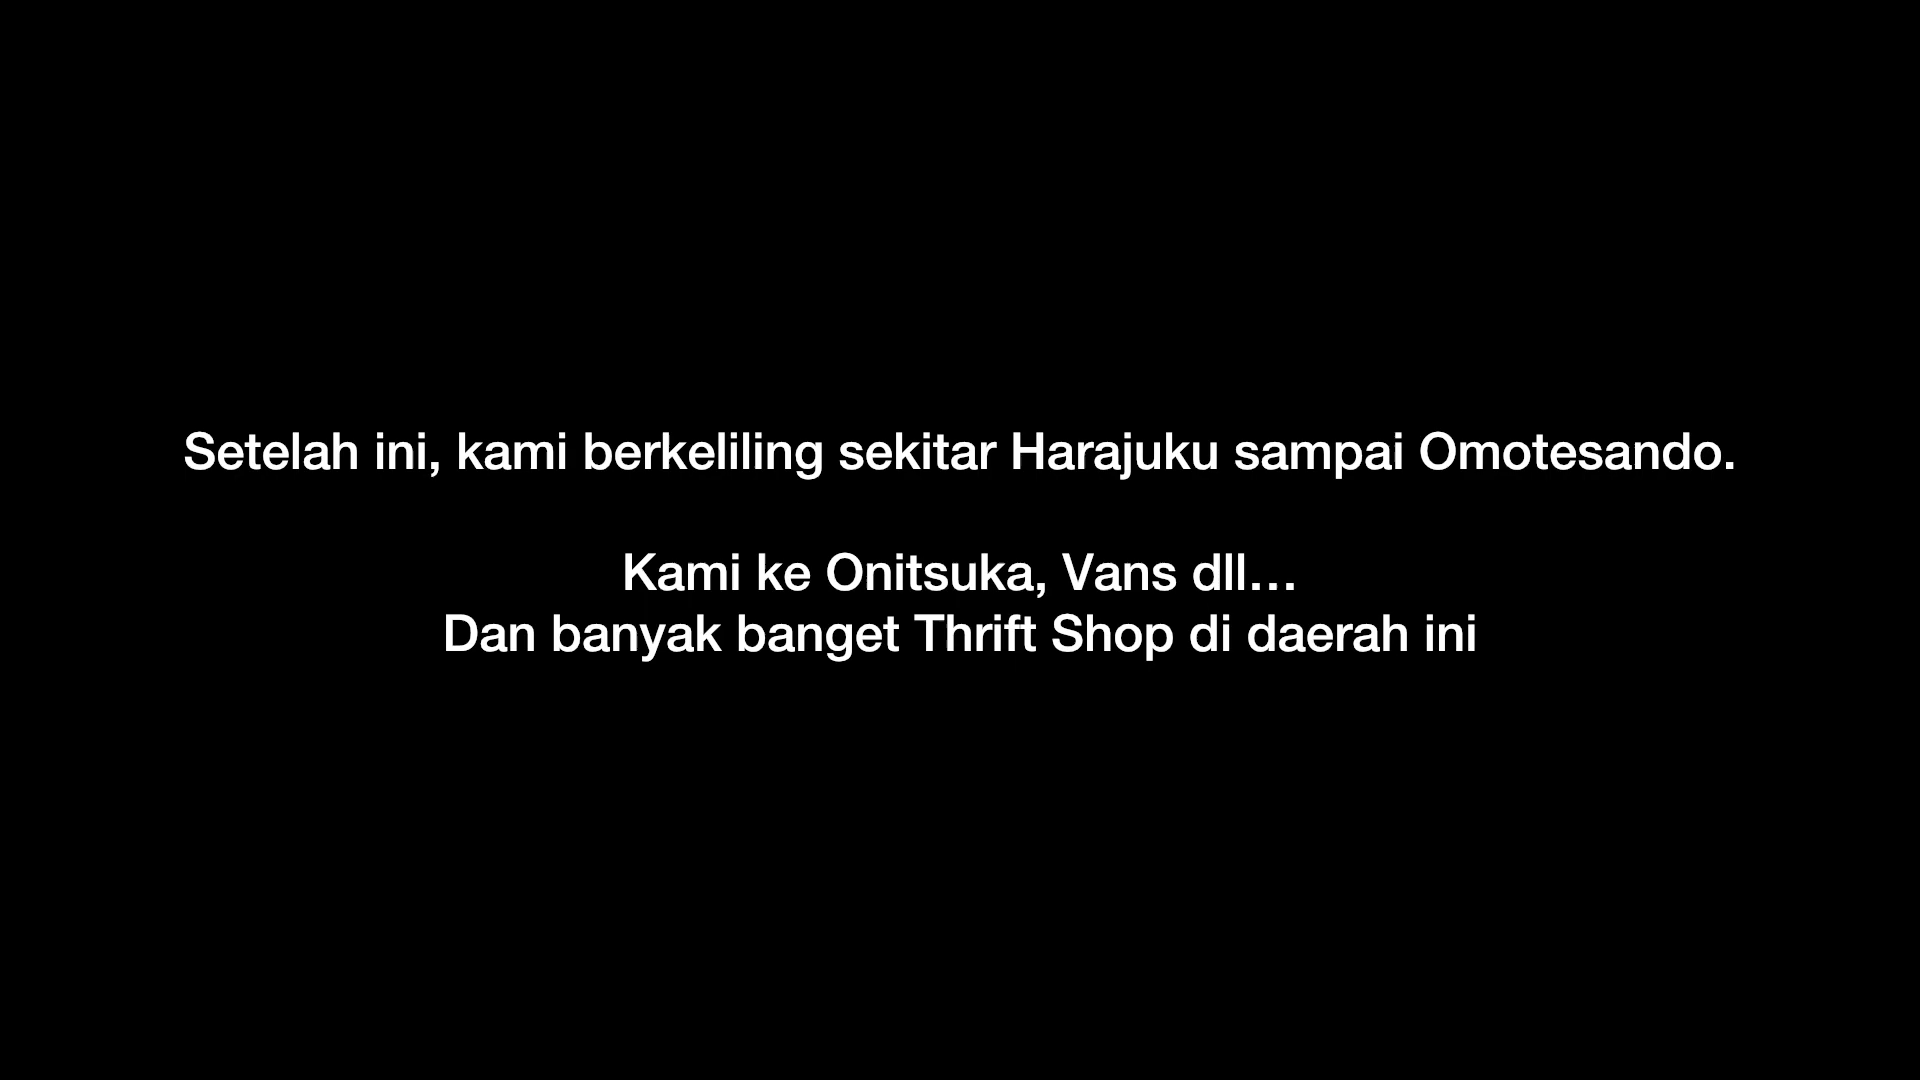 Setelah ini, kami berkeliling sekitar Harajuku sampai Omotesando.
Kami ke Onitsuka, Vans dll…
Dan banyak banget Thrift Shop di daerah ini